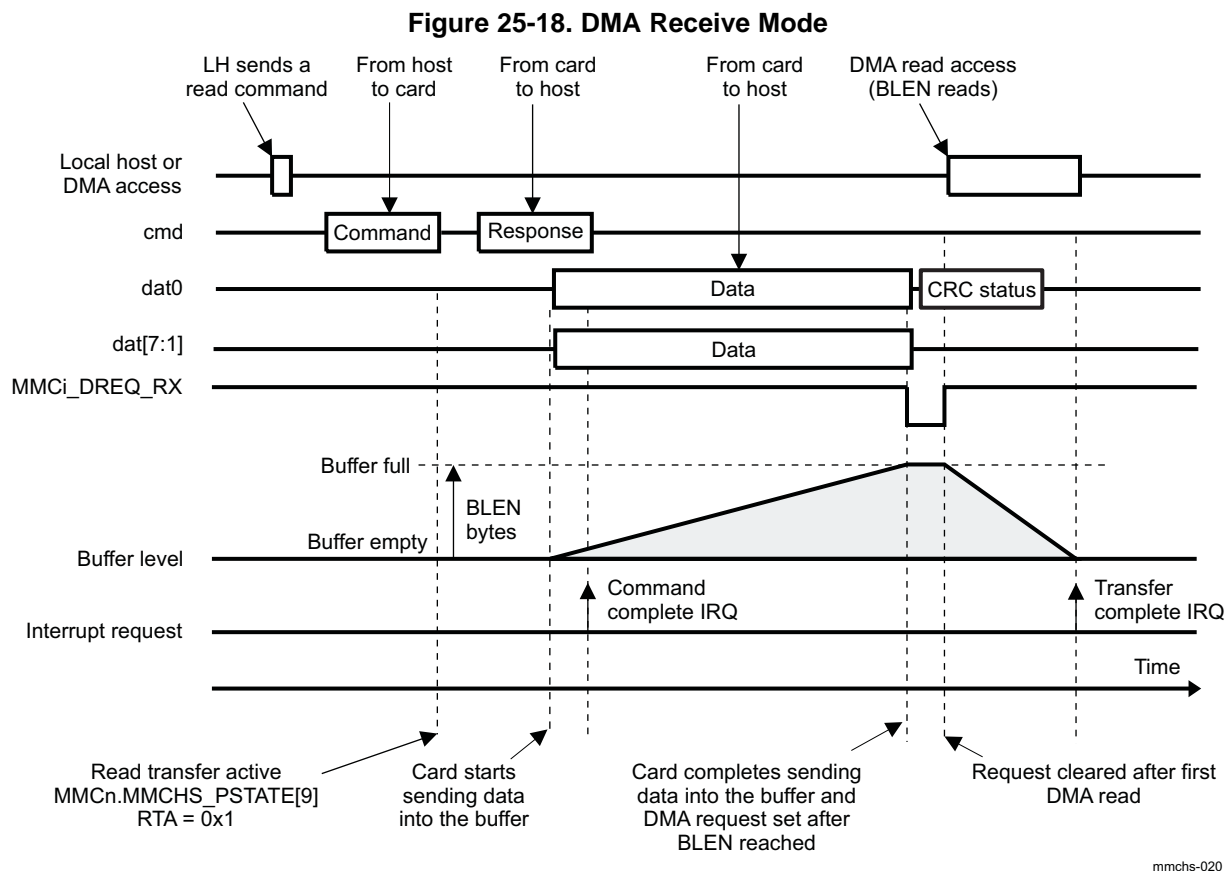 Figure 25-18. DMA Receive Mode
LH sends a
read command
From host
to card
From card
to host
From card
to host
DMA read access
(BLEN reads)
Local host or
DMA access
cmd
Command
Response
dat0
Data
CRC status
dat[7:1]
Data
MMCi_DREQ_RX
Buffer full
BLEN
bytes
Buffer empty
Buffer level
Command
complete IRQ
Transfer
complete IRQ
Interrupt request
Time
Read transfer active
MMCn.MMCHS_PSTATE[9]
RTA = 0x1
Card starts
sending data
into the buffer
Card completes sending
data into the buffer and
DMA request set after
BLEN reached
Request cleared after first
DMA read
mmchs-020